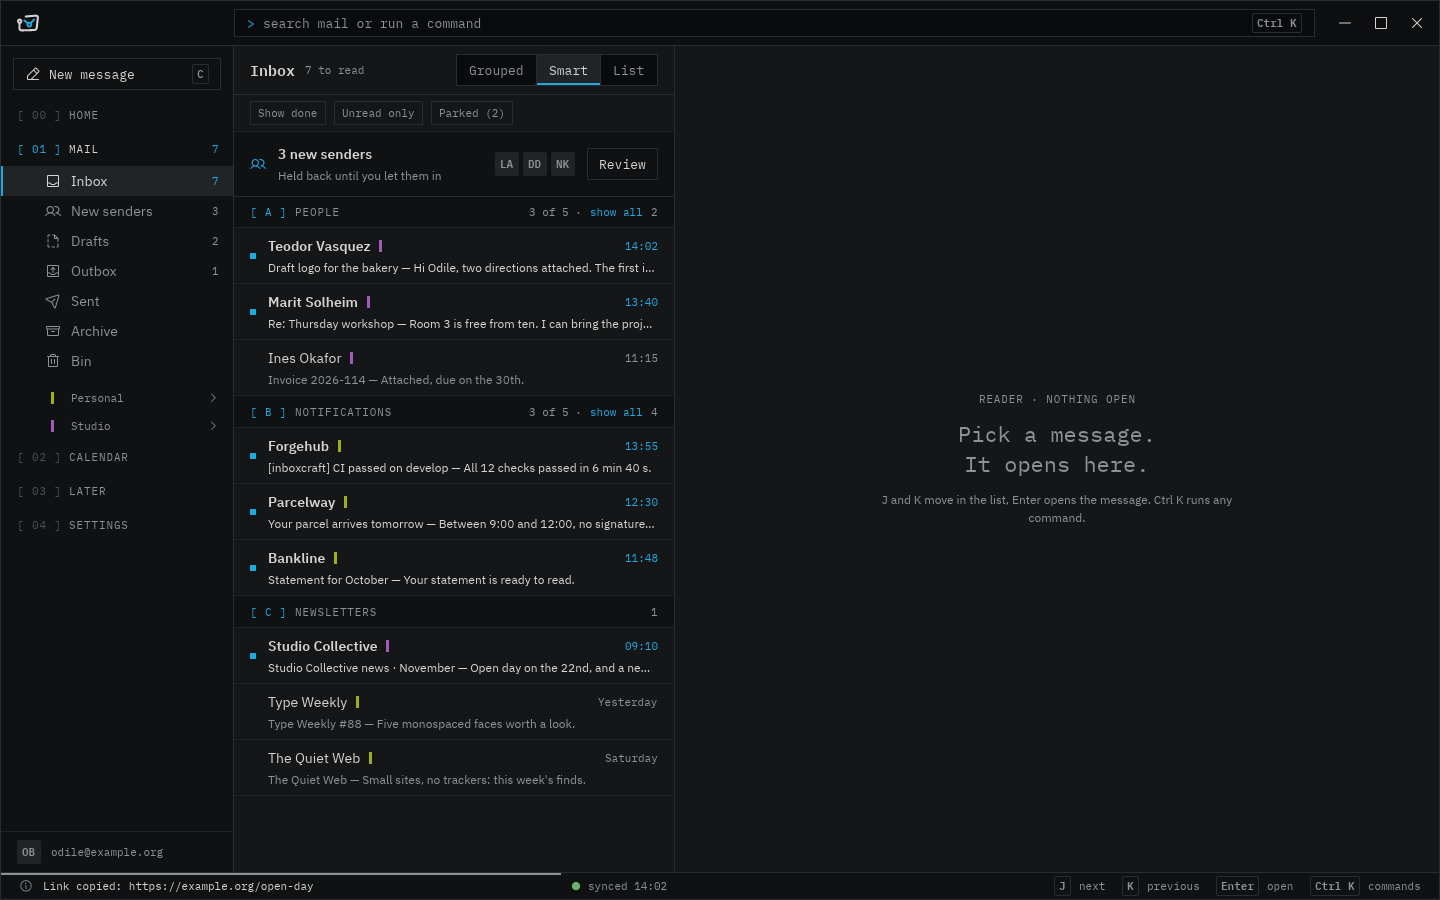 > search mail or run a command Ctrl K
New message C
[ 00 ] HOME
[ 01 ] MAIL 7
Inbox 7
New senders 3
Drafts 2
Outbox 1
Sent
Archive
Bin
Personal
Studio
[ 02 ] CALENDAR
[ 03 ] LATER
[ 04 ] SETTINGS
OB odile@example.org
Inbox 7 to read Grouped Smart List
Show done Unread only Parked (2)
3 new senders
Held back until you let them in
LA DD NK Review
[ A ] PEOPLE 3 of 5 · show all 2
Teodor Vasquez 14:02
Draft logo for the bakery — Hi Odile, two directions attached. The first i…
Marit Solheim 13:40
Re: Thursday workshop — Room 3 is free from ten. I can bring the proj…
Ines Okafor 11:15
Invoice 2026-114 — Attached, due on the 30th.
[ B ] NOTIFICATIONS 3 of 5 · show all 4
Forgehub 13:55
[inboxcraft] CI passed on develop — All 12 checks passed in 6 min 40 s.
Parcelway 12:30
Your parcel arrives tomorrow — Between 9:00 and 12:00, no signature…
Bankline 11:48
Statement for October — Your statement is ready to read.
[ C ] NEWSLETTERS 1
Studio Collective 09:10
Studio Collective news · November — Open day on the 22nd, and a ne…
Type Weekly Yesterday
Type Weekly #88 — Five monospaced faces worth a look.
The Quiet Web Saturday
The Quiet Web — Small sites, no trackers: this week's finds.
READER · NOTHING OPEN
Pick a message.
It opens here.
J and K move in the list, Enter opens the message. Ctrl K runs any
command.
Link copied: https://example.org/open-day
synced 14:02
J next K previous Enter open Ctrl K commands